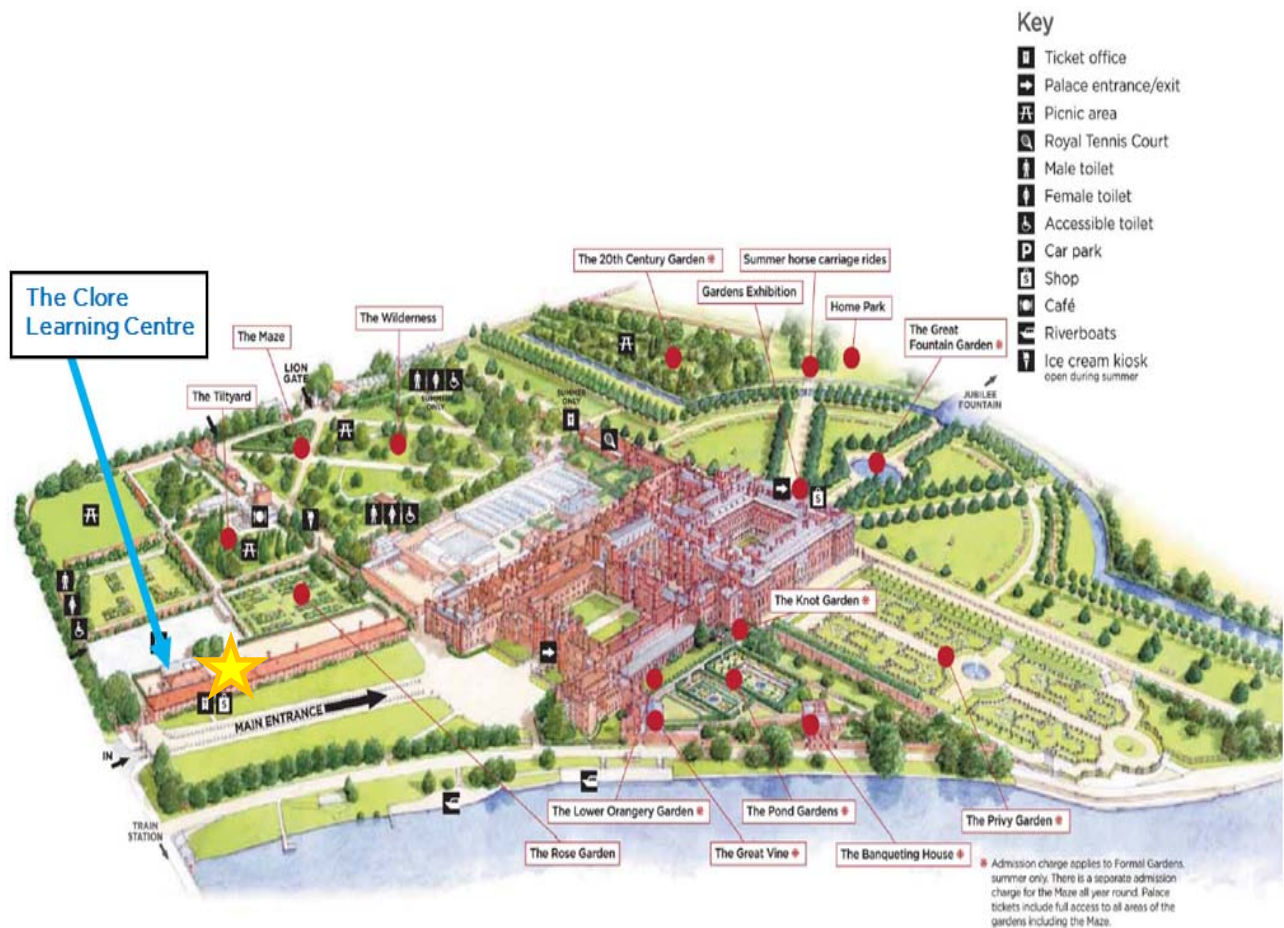 Key
Ticket office
Palace entrance/exit
Picnic area
Royal Tennis Court
Male toilet
Female toilet
Accessible toilet
P
Car park
Shop
Café
Riverboats
Ice cream kiosk
open during summer
The 20th Century Garden *
Summer horse carriage rides
Gardens Exhibition
Home Park
The Great
Fountain Garden *
JUBILEE
FOUNTAIN
The Clore
Learning Centre
The Wilderness
The Maze
LION
GATE
The Tiltyard
SUMMER
ONLY
SUMMER
ONLY
The Knot Garden *
MAIN ENTRANCE
IN
TRAIN
STATION
The Lower Orangery Garden *
The Pond Gardens *
The Privy Garden *
The Rose Garden
The Great Vine *
The Banqueting House *
* Admission charge applies to Formal Gardens,
summer only. There is a separate admission
charge for the Maze all year round. Palace
tickets include full access to all areas of the
gardens including the Maze.